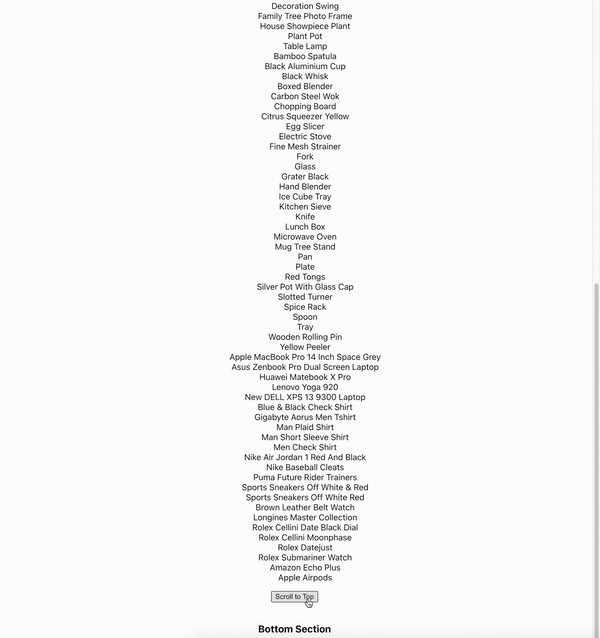 Decoration Swing
Family Tree Photo Frame
House Showpiece Plant
Plant Pot
Table Lamp
Bamboo Spatula
Black Aluminium Cup
Black Whisk
Boxed Blender
Carbon Steel Wok
Chopping Board
Citrus Squeezer Yellow
Egg Slicer
Electric Stove
Fine Mesh Strainer
Fork
Glass
Grater Black
Hand Blender
Ice Cube Tray
Kitchen Sieve
Knife
Lunch Box
Microwave Oven
Mug Tree Stand
Pan
Plate
Red Tongs
Silver Pot With Glass Cap
Slotted Turner
Spice Rack
Spoon
Tray
Wooden Rolling Pin
Yellow Peeler
Apple MacBook Pro 14 Inch Space Grey
Asus Zenbook Pro Dual Screen Laptop
Huawei Matebook X Pro
Lenovo Yoga 920
New DELL XPS 13 9300 Laptop
Blue & Black Check Shirt
Gigabyte Aorus Men Tshirt
Man Plaid Shirt
Man Short Sleeve Shirt
Men Check Shirt
Nike Air Jordan 1 Red And Black
Nike Baseball Cleats
Puma Future Rider Trainers
Sports Sneakers Off White & Red
Sports Sneakers Off White Red
Brown Leather Belt Watch
Longines Master Collection
Rolex Cellini Date Black Dial
Rolex Cellini Moonphase
Rolex Datejust
Rolex Submariner Watch
Amazon Echo Plus
Apple Airpods
Scroll to Top
Bottom Section